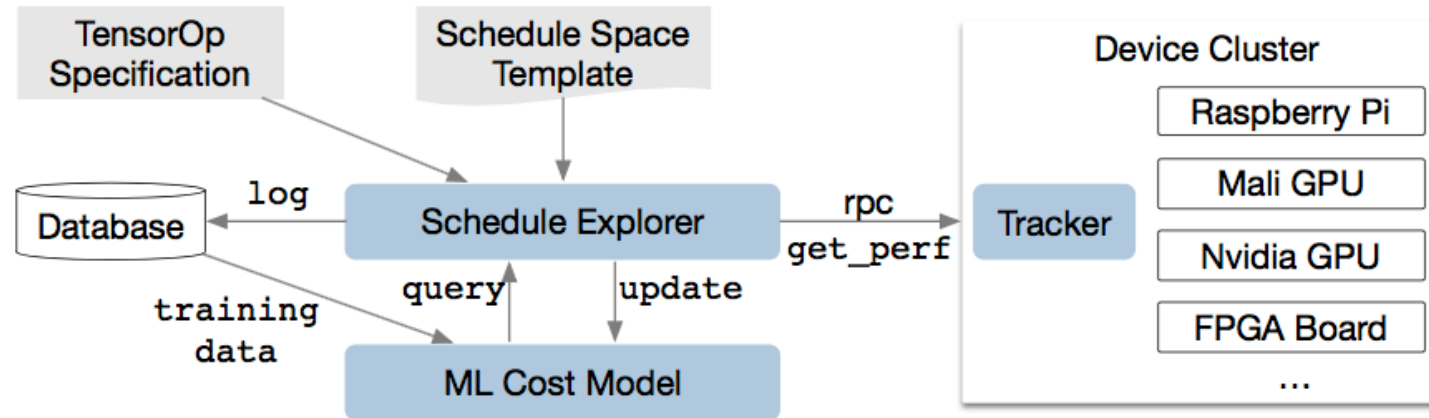 TensorOp
Specification
Schedule Space
Template
Device Cluster
Raspberry Pi
Mali GPU
Nvidia GPU
FPGA Board
...
Tracker
Database
log
Schedule Explorer
rpc
get_perf
query
update
training
data
ML Cost Model